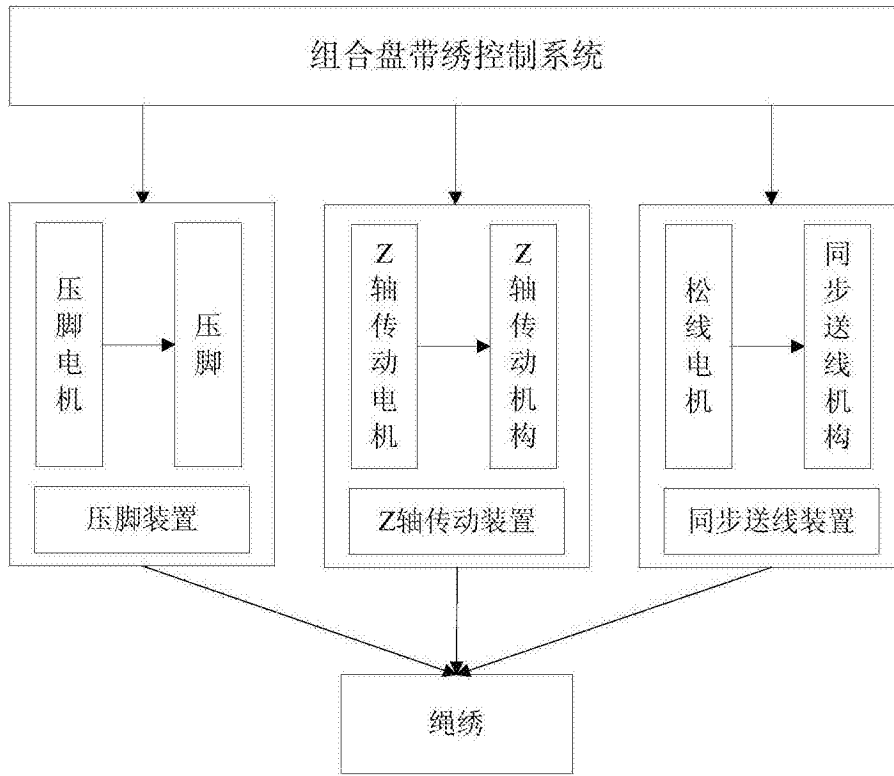 组合盘带绣控制系统
压脚电机
压脚
压脚装置
Z轴传动电机
Z轴传动机构
Z轴传动装置
松线电机
同步送线机构
同步送线装置
绳绣